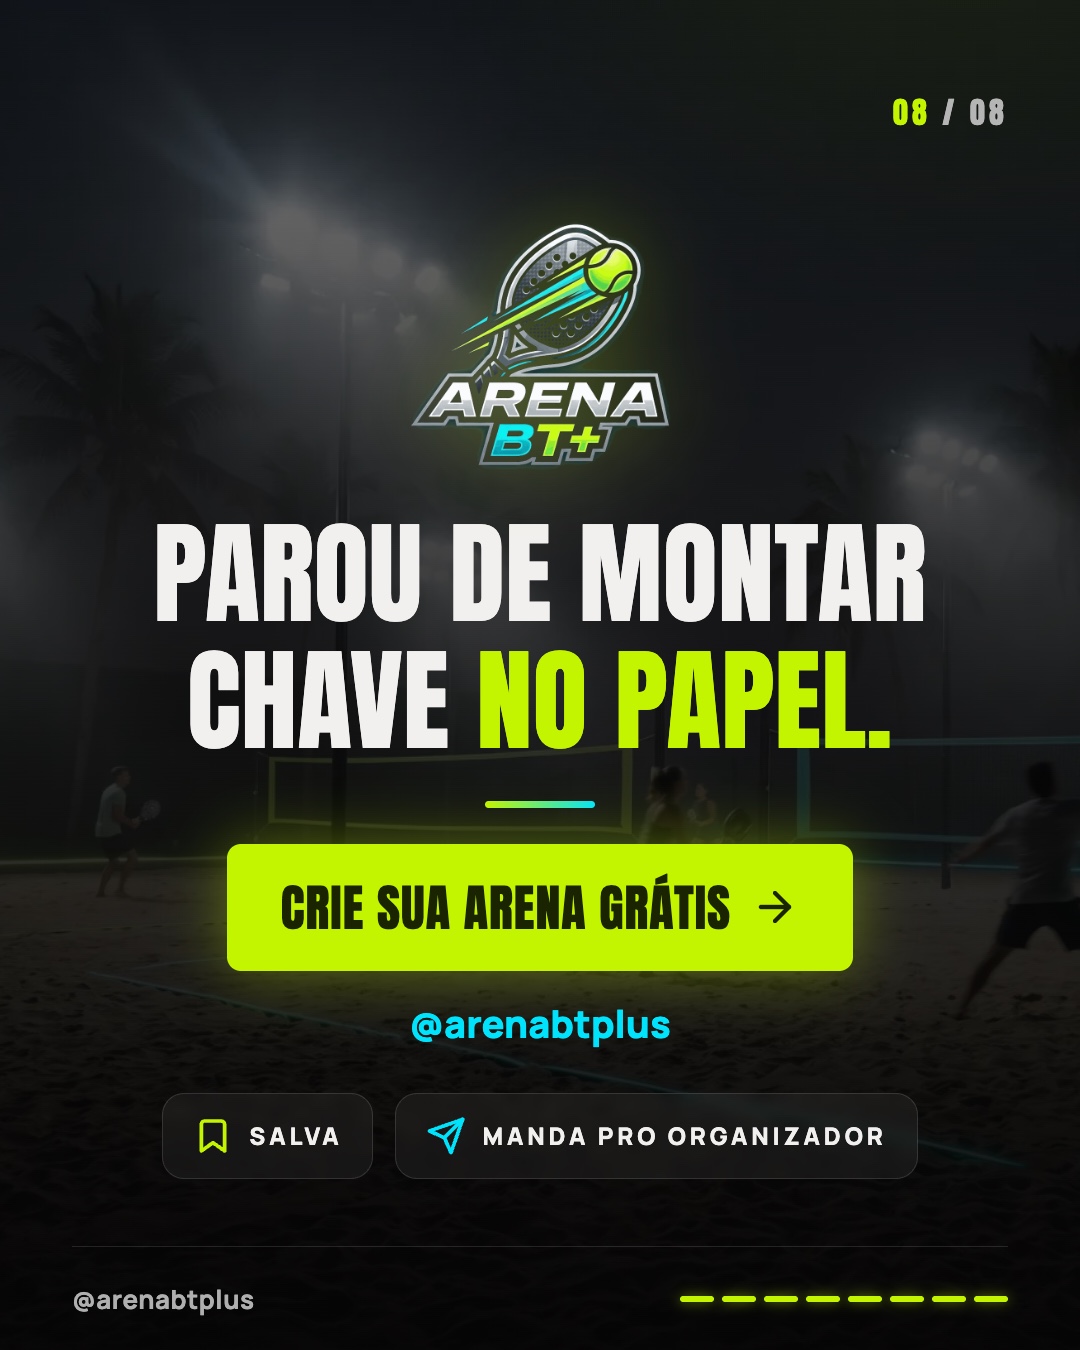 08 / 08
ARENA
BT+
PAROU DE MONTAR
CHAVE NO PAPEL.
CRIE SUA ARENA GRÁTIS →
@arenabtplus
SALVA
MANDA PRO ORGANIZADOR
@arenabtplus